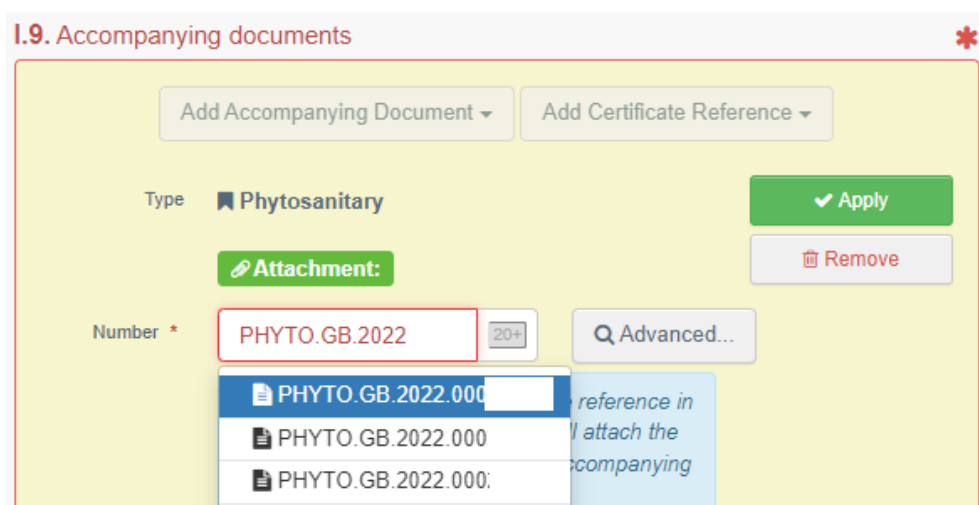 I.9. Accompanying documents *
Add Accompanying Document
Add Certificate Reference
Type
Phytosanitary
Apply
Attachment:
Remove
Number *
PHYTO.GB.2022
20+
Advanced...
PHYTO.GB.2022.000
reference in
PHYTO.GB.2022.000
attach the
PHYTO.GB.2022.000